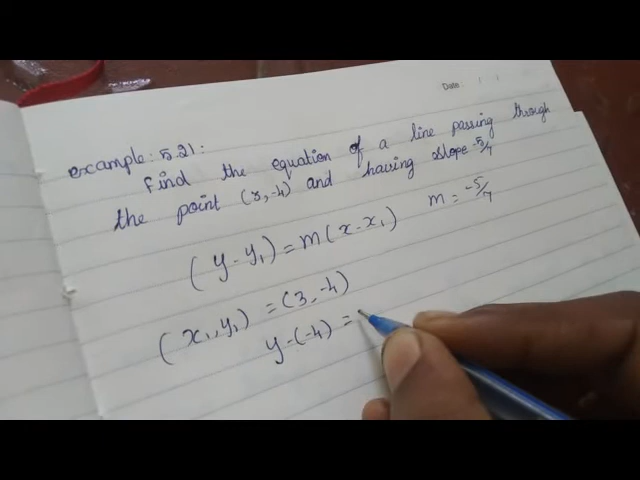 Date :
example: 5.21:
Find the equation of a line passing through
the point (3,-4) and having slope -5/7
(y-y₁) = m(x-x₁) m = -5/7
(x₁,y₁) = (3,-4)
y-(-4) =